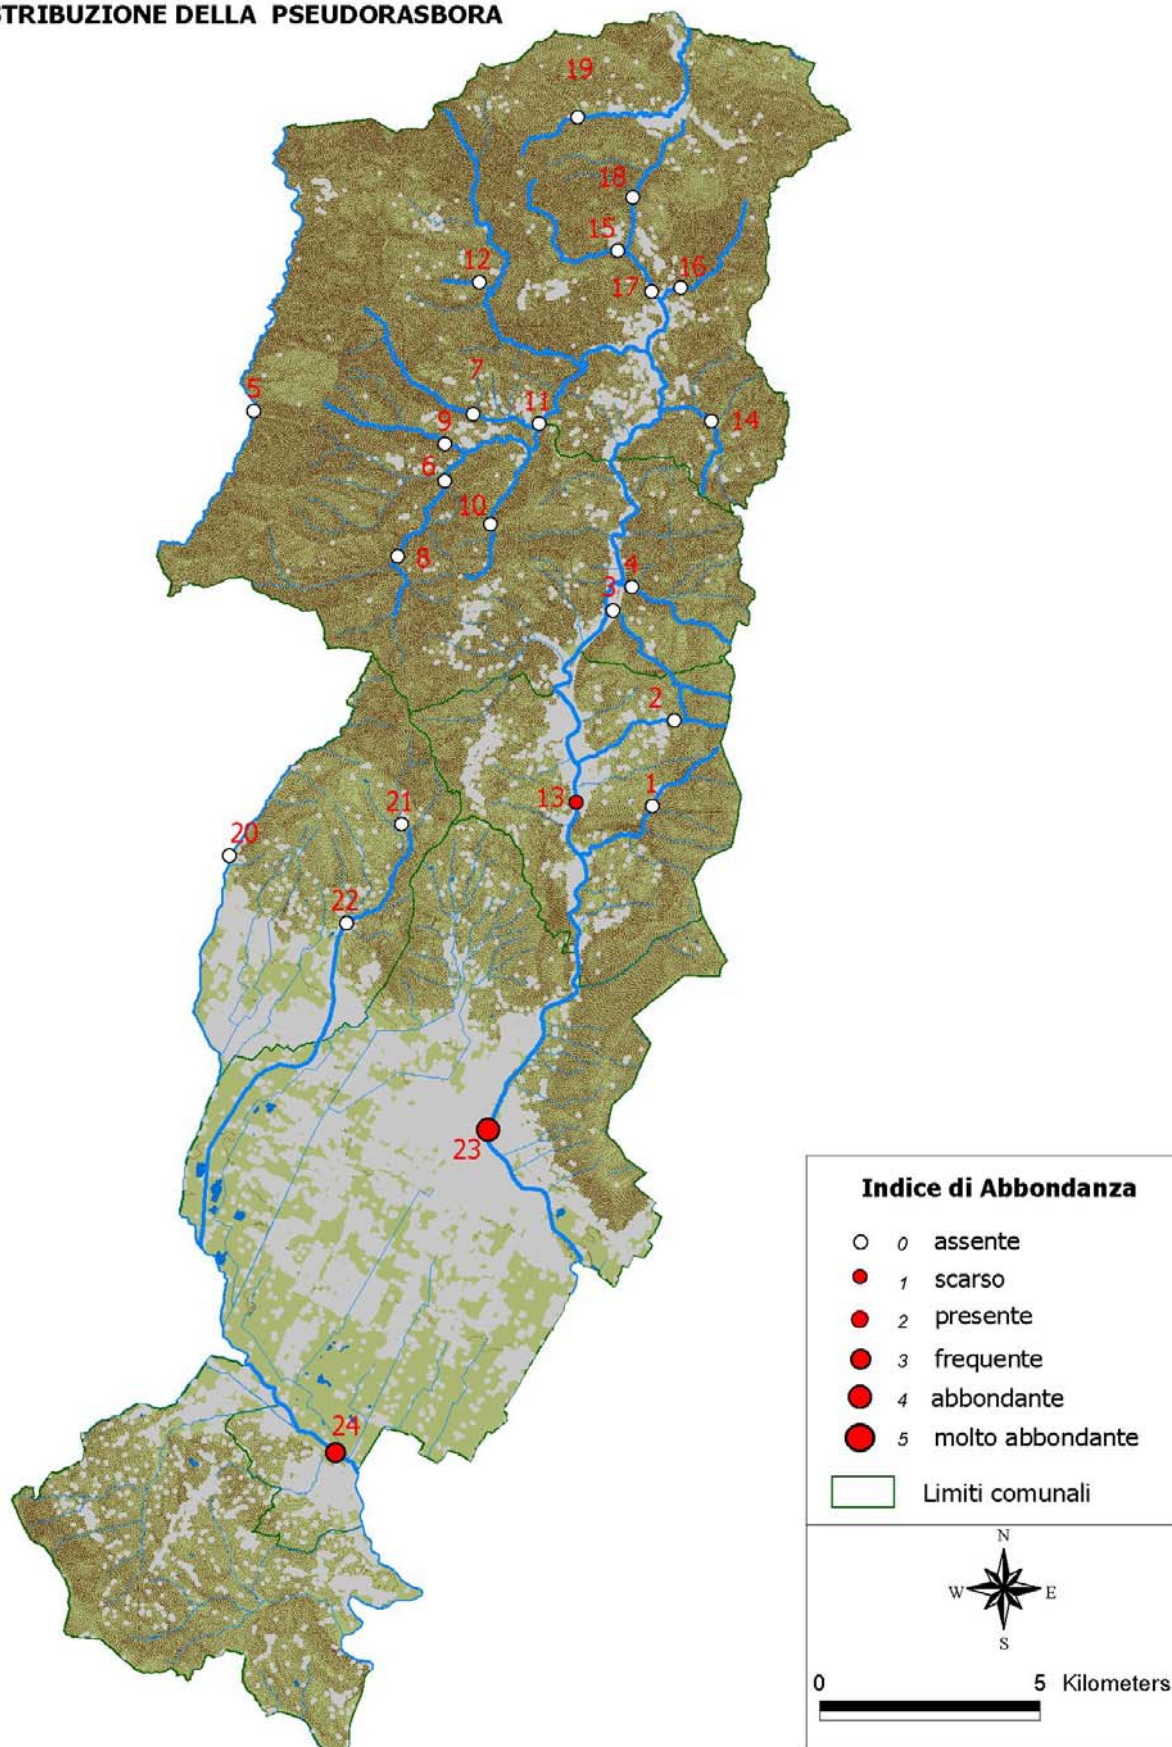 STRIBUZIONE DELLA PSEUDORASBORA
19
18
15
12
16
17
7
5
11
14
9
6
10
8
4
3
2
1
13
21
20
22
23
24
Indice di Abbondanza
0 assente
1 scarso
2 presente
3 frequente
4 abbondante
5 molto abbondante
Limiti comunali
N
W E
S
0 5 Kilometers